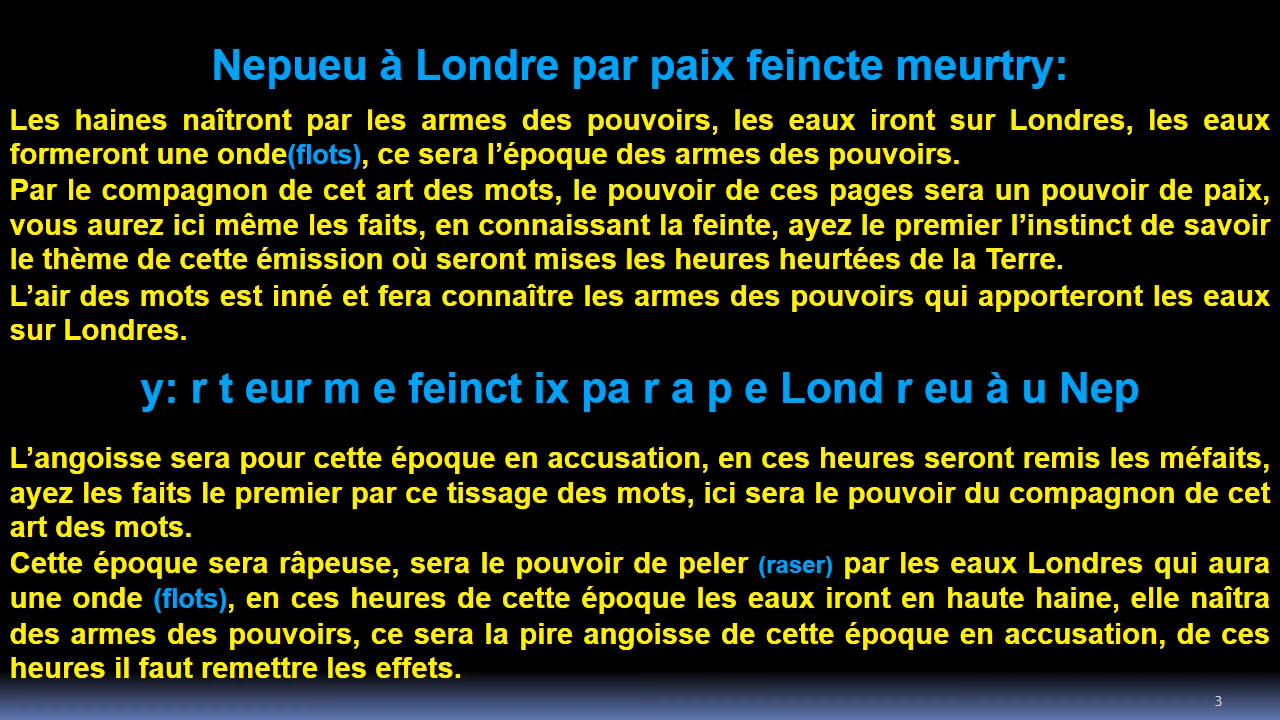 Nepueu à Londre par paix feincte meurtry:
Les haines naîtront par les armes des pouvoirs, les eaux iront sur Londres, les eaux
formeront une onde(flots), ce sera l’époque des armes des pouvoirs.
Par le compagnon de cet art des mots, le pouvoir de ces pages sera un pouvoir de paix,
vous aurez ici même les faits, en connaissant la feinte, ayez le premier l’instinct de savoir
le thème de cette émission où seront mises les heures heurtées de la Terre.
L’air des mots est inné et fera connaître les armes des pouvoirs qui apporteront les eaux
sur Londres.
y: r t eur m e feinct ix pa r a p e Lond r eu à u Nep
L’angoisse sera pour cette époque en accusation, en ces heures seront remis les méfaits,
ayez les faits le premier par ce tissage des mots, ici sera le pouvoir du compagnon de cet
art des mots.
Cette époque sera râpeuse, sera le pouvoir de peler (raser) par les eaux Londres qui aura
une onde (flots), en ces heures de cette époque les eaux iront en haute haine, elle naîtra
des armes des pouvoirs, ce sera la pire angoisse de cette époque en accusation, de ces
heures il faut remettre les effets.
3